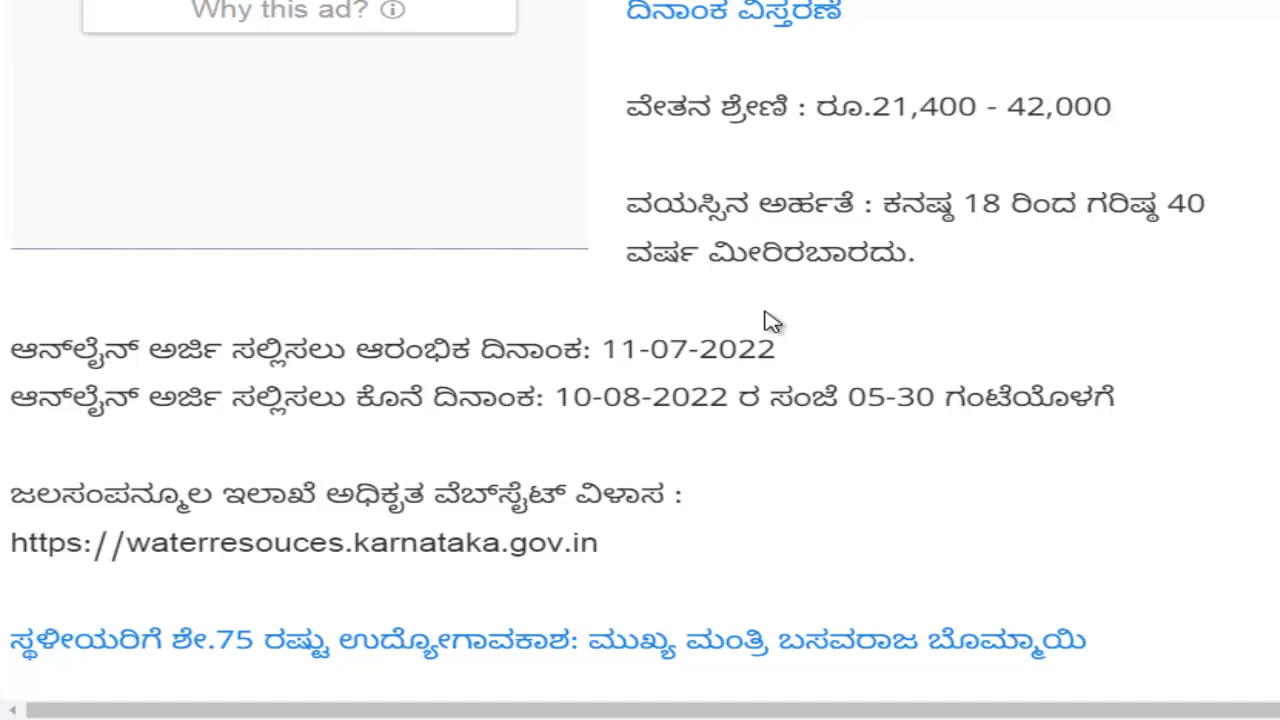 Why this ad?
ದಿನಾಂಕ ವಿಸ್ತರಣೆ
ವೇತನ ಶ್ರೇಣಿ : ರೂ.21,400 - 42,000
ವಯಸ್ಸಿನ ಅರ್ಹತೆ : ಕನಷ್ಠ 18 ರಿಂದ ಗರಿಷ್ಠ 40
ವರ್ಷ ಮೀರಿರಬಾರದು.
ಆನ್‌ಲೈನ್ ಅರ್ಜಿ ಸಲ್ಲಿಸಲು ಆರಂಭಿಕ ದಿನಾಂಕ: 11-07-2022
ಆನ್‌ಲೈನ್ ಅರ್ಜಿ ಸಲ್ಲಿಸಲು ಕೊನೆ ದಿನಾಂಕ: 10-08-2022 ರ ಸಂಜೆ 05-30 ಗಂಟೆಯೊಳಗೆ
ಜಲಸಂಪನ್ಮೂಲ ಇಲಾಖೆ ಅಧಿಕೃತ ವೆಬ್‌ಸೈಟ್ ವಿಳಾಸ :
https://waterresouces.karnataka.gov.in
ಸ್ಥಳೀಯರಿಗೆ ಶೇ.75 ರಷ್ಟು ಉದ್ಯೋಗಾವಕಾಶ: ಮುಖ್ಯ ಮಂತ್ರಿ ಬಸವರಾಜ ಬೊಮ್ಮಾಯಿ